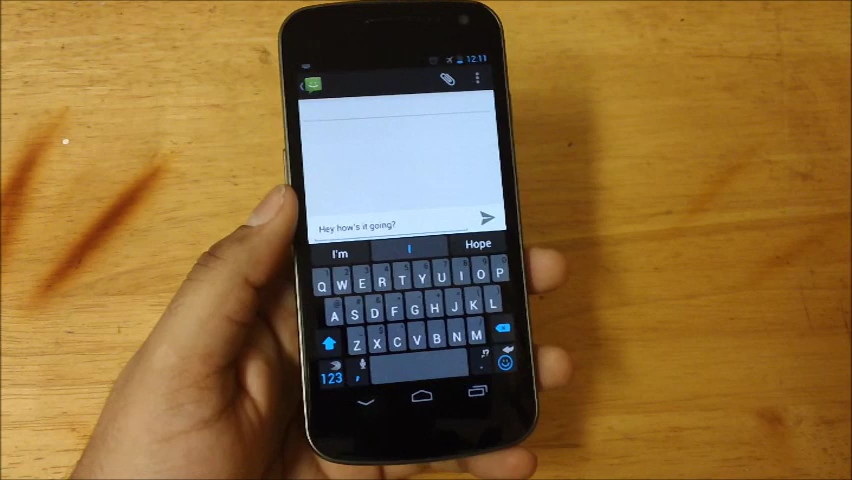 12:11
Hey how's it going?
I'm I Hope
Q W E R T Y U I O P
A S D F G H J K L
Z X C V B N M
123 , . ,!?